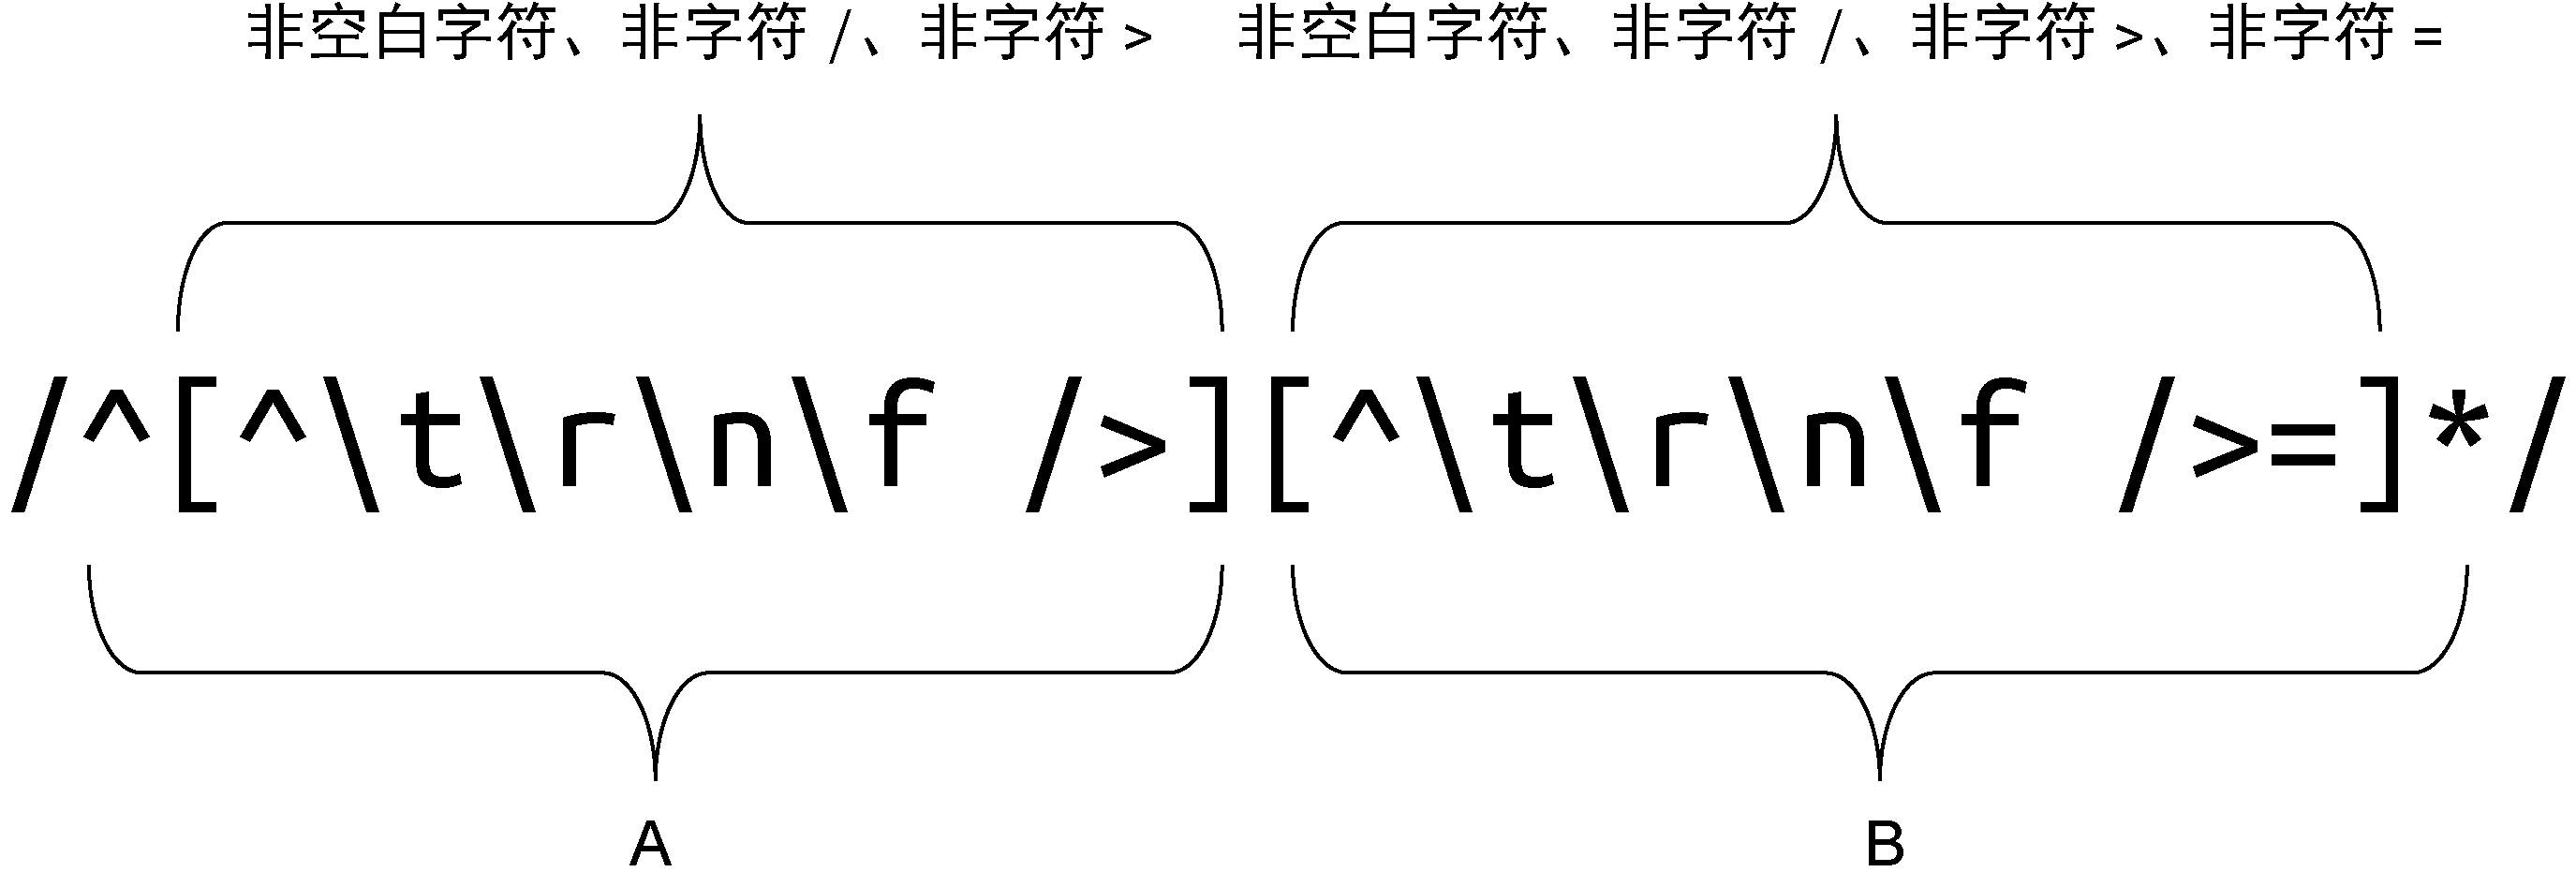 非空白字符、非字符 /、非字符 > 非空白字符、非字符 /、非字符 >、非字符 =
/^[^\t\r\n\f />][^\t\r\n\f />=]*/
A B